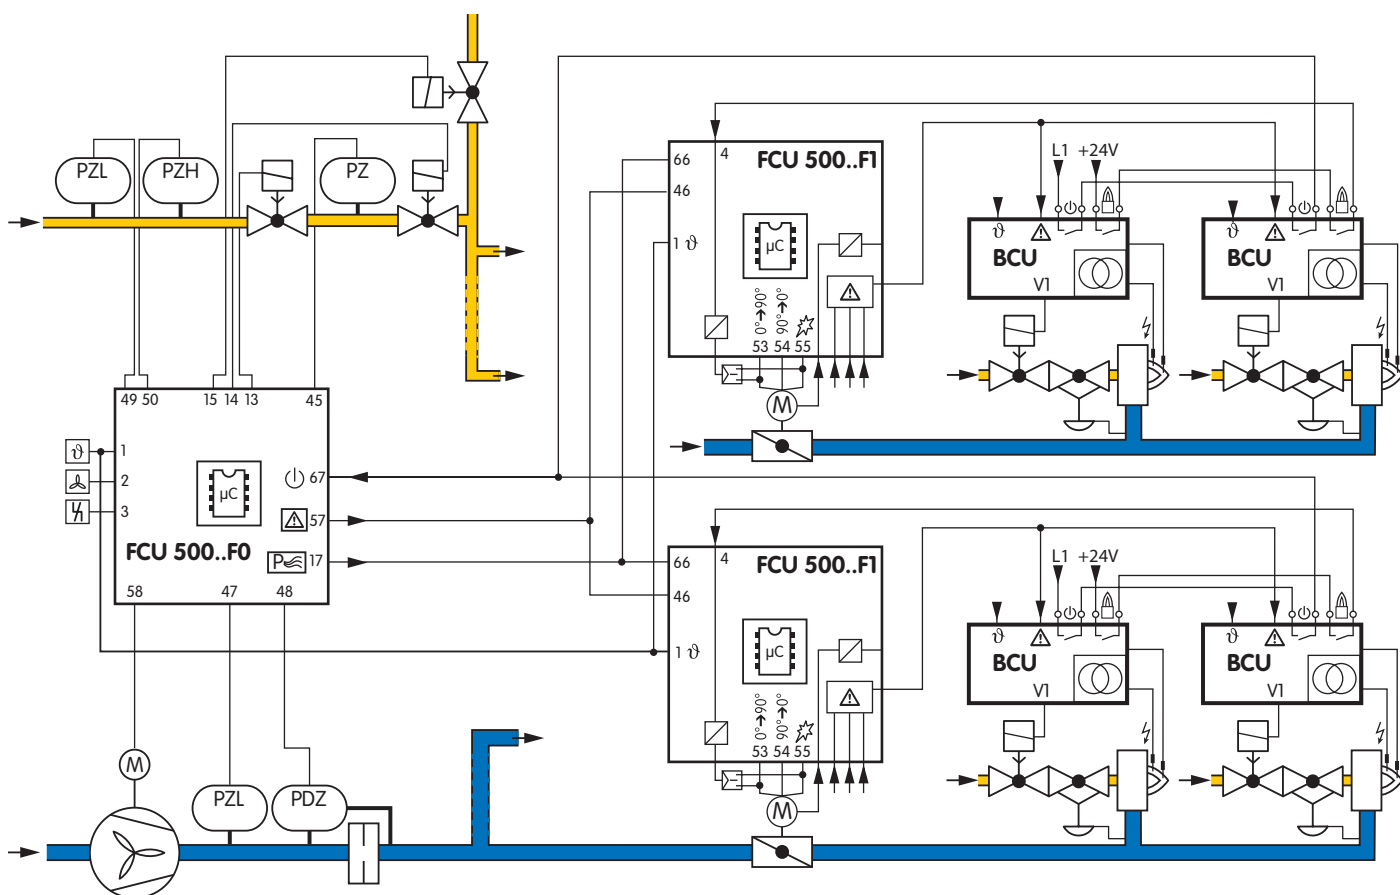 PZL PZH PZ
66 4 FCU 500..F1
46
1 ϑ
µC
0°➔90° 90°➔0°
53 54 55
M
L1 +24V
ϑ BCU V1
ϑ BCU V1
49 50 15 14 13 45
ϑ 1
2
3
µC
67
57
P 17
FCU 500..F0
58 47 48
66 4 FCU 500..F1
46
1 ϑ
µC
0°➔90° 90°➔0°
53 54 55
M
L1 +24V
ϑ BCU V1
ϑ BCU V1
M
PZL PDZ